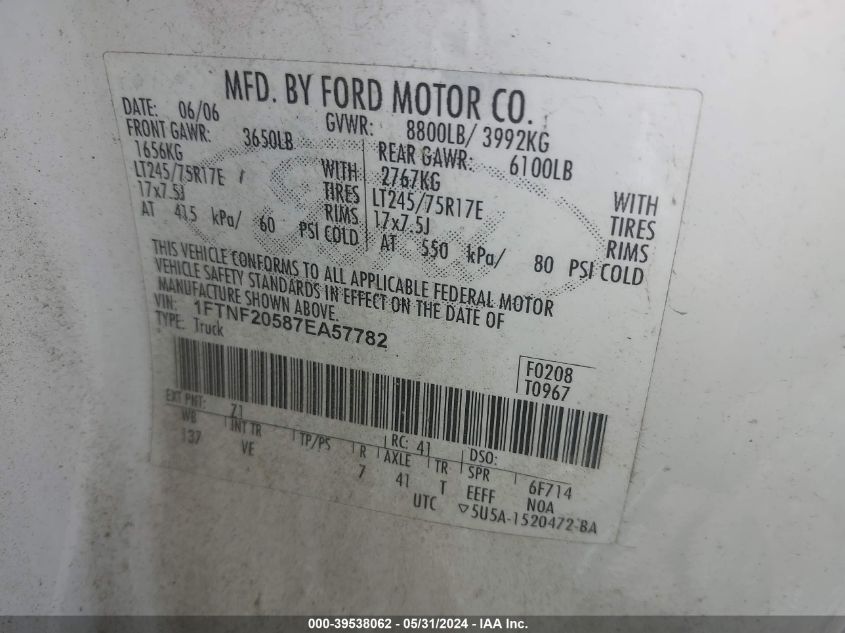 MFD. BY FORD MOTOR CO.
DATE: 06/06 GVWR: 8800LB/ 3992KG
FRONT GAWR: 3650LB REAR GAWR: 6100LB
1656KG WITH 2767KG WITH
LT245/75R17E TIRES LT245/75R17E TIRES
17x7.5J RIMS 17x7.5J RIMS
AT 415 kPa/ 60 PSI COLD AT 550 kPa/ 80 PSI COLD
THIS VEHICLE CONFORMS TO ALL APPLICABLE FEDERAL MOTOR
VEHICLE SAFETY STANDARDS IN EFFECT ON THE DATE OF
MANUFACTURE SHOWN ABOVE.
VIN: 1FTNF20587EA57782
TYPE: Truck
F0208
T0967
EXT PNT: Z1 RC: 41 DSO:
WB INT TR TP/PS R AXLE TR SPR 6F714
137 VE 7 41 T EEFF NOA
UTC ▽5U5A-1520472-BA
000-39538062 - 05/31/2024 - IAA Inc.